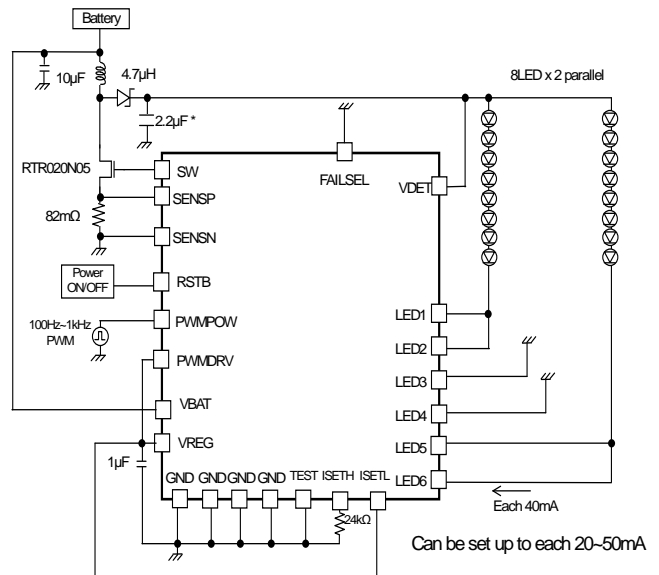 Battery
10μF
4.7μH
8LED x 2 parallel
2.2μF *
RTR020N05
SW
FAILSEL
SENSP
VDET
82mΩ
SENSN
Power
ON/OFF
RSTB
LED1
100Hz~1kHz
PWM
PWMPOW
LED2
PWMDRV
LED3
VBAT
LED4
VREG
LED5
1μF
GND GND GND GND TEST ISETH ISETL
LED6
24kΩ
Each 40mA
Can be set up to each 20~50mA